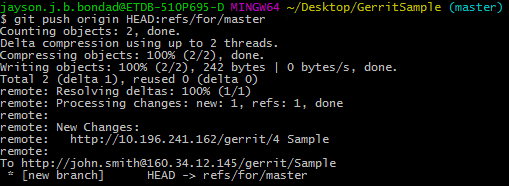 jayson.j.b.bondad@ETDB-510P695-D MINGW64 ~/Desktop/GerritSample (master)
$ git push origin HEAD:refs/for/master
Counting objects: 2, done.
Delta compression using up to 2 threads.
Compressing objects: 100% (2/2), done.
Writing objects: 100% (2/2), 242 bytes | 0 bytes/s, done.
Total 2 (delta 1), reused 0 (delta 0)
remote: Resolving deltas: 100% (1/1)
remote: Processing changes: new: 1, refs: 1, done
remote:
remote: New Changes:
remote:   http://10.196.241.162/gerrit/4 Sample
remote:
To http://john.smith@160.34.12.145/gerrit/Sample
 * [new branch]      HEAD -> refs/for/master